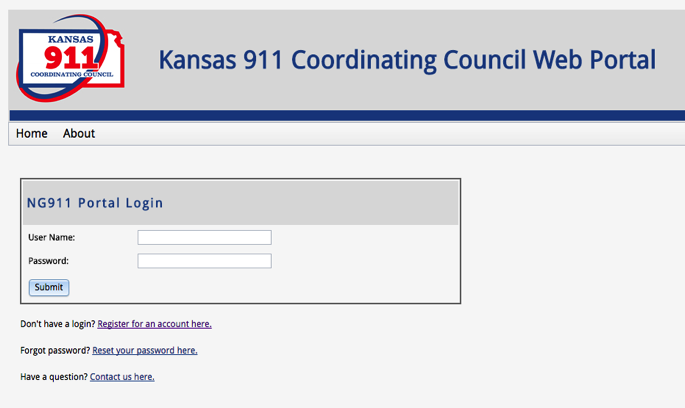 KANSAS
911
COORDINATING COUNCIL
Kansas 911 Coordinating Council Web Portal
Home About
NG911 Portal Login
User Name:
Password:
Submit
Don't have a login? Register for an account here.
Forgot password? Reset your password here.
Have a question? Contact us here.